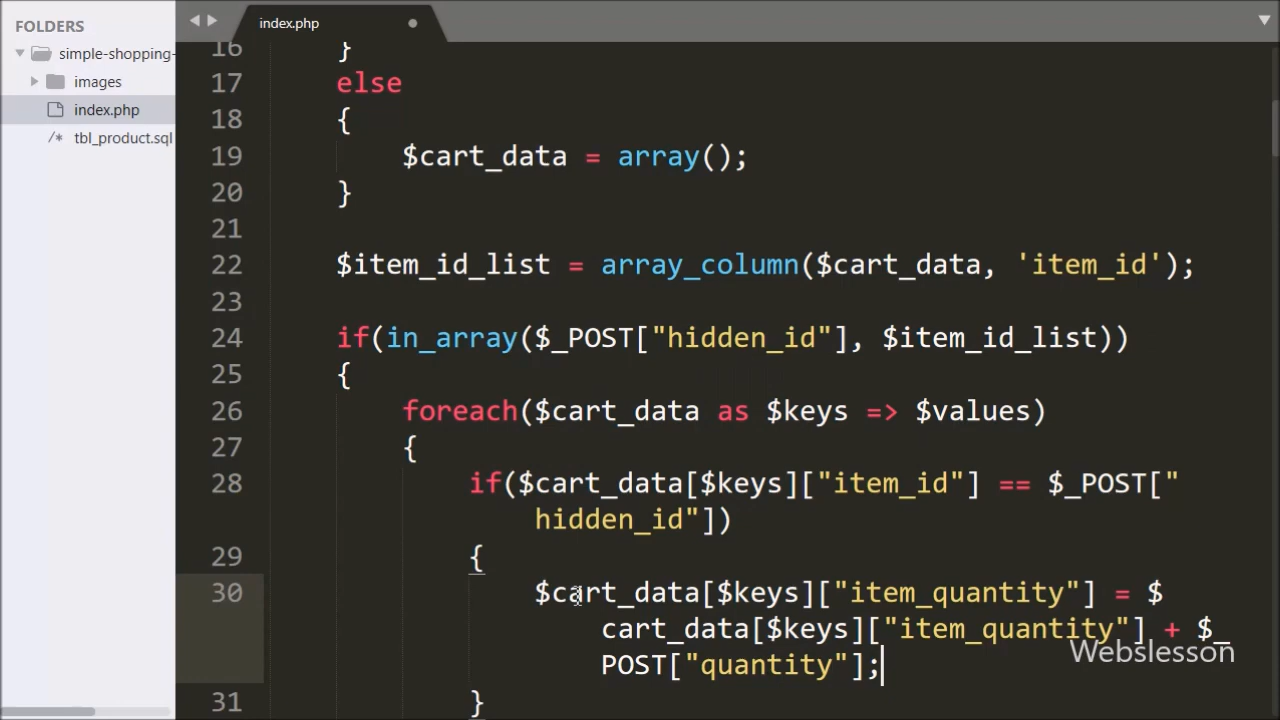 FOLDERS
index.php
simple-shopping-
images
index.php
/* tbl_product.sql
16 }
17 else
18 {
19 $cart_data = array();
20 }
21
22 $item_id_list = array_column($cart_data, 'item_id');
23
24 if(in_array($_POST["hidden_id"], $item_id_list))
25 {
26 foreach($cart_data as $keys => $values)
27 {
28 if($cart_data[$keys]["item_id"] == $_POST["
hidden_id"])
29 {
30 $cart_data[$keys]["item_quantity"] = $
cart_data[$keys]["item_quantity"] + $_
POST["quantity"];
31 }
Webslesson